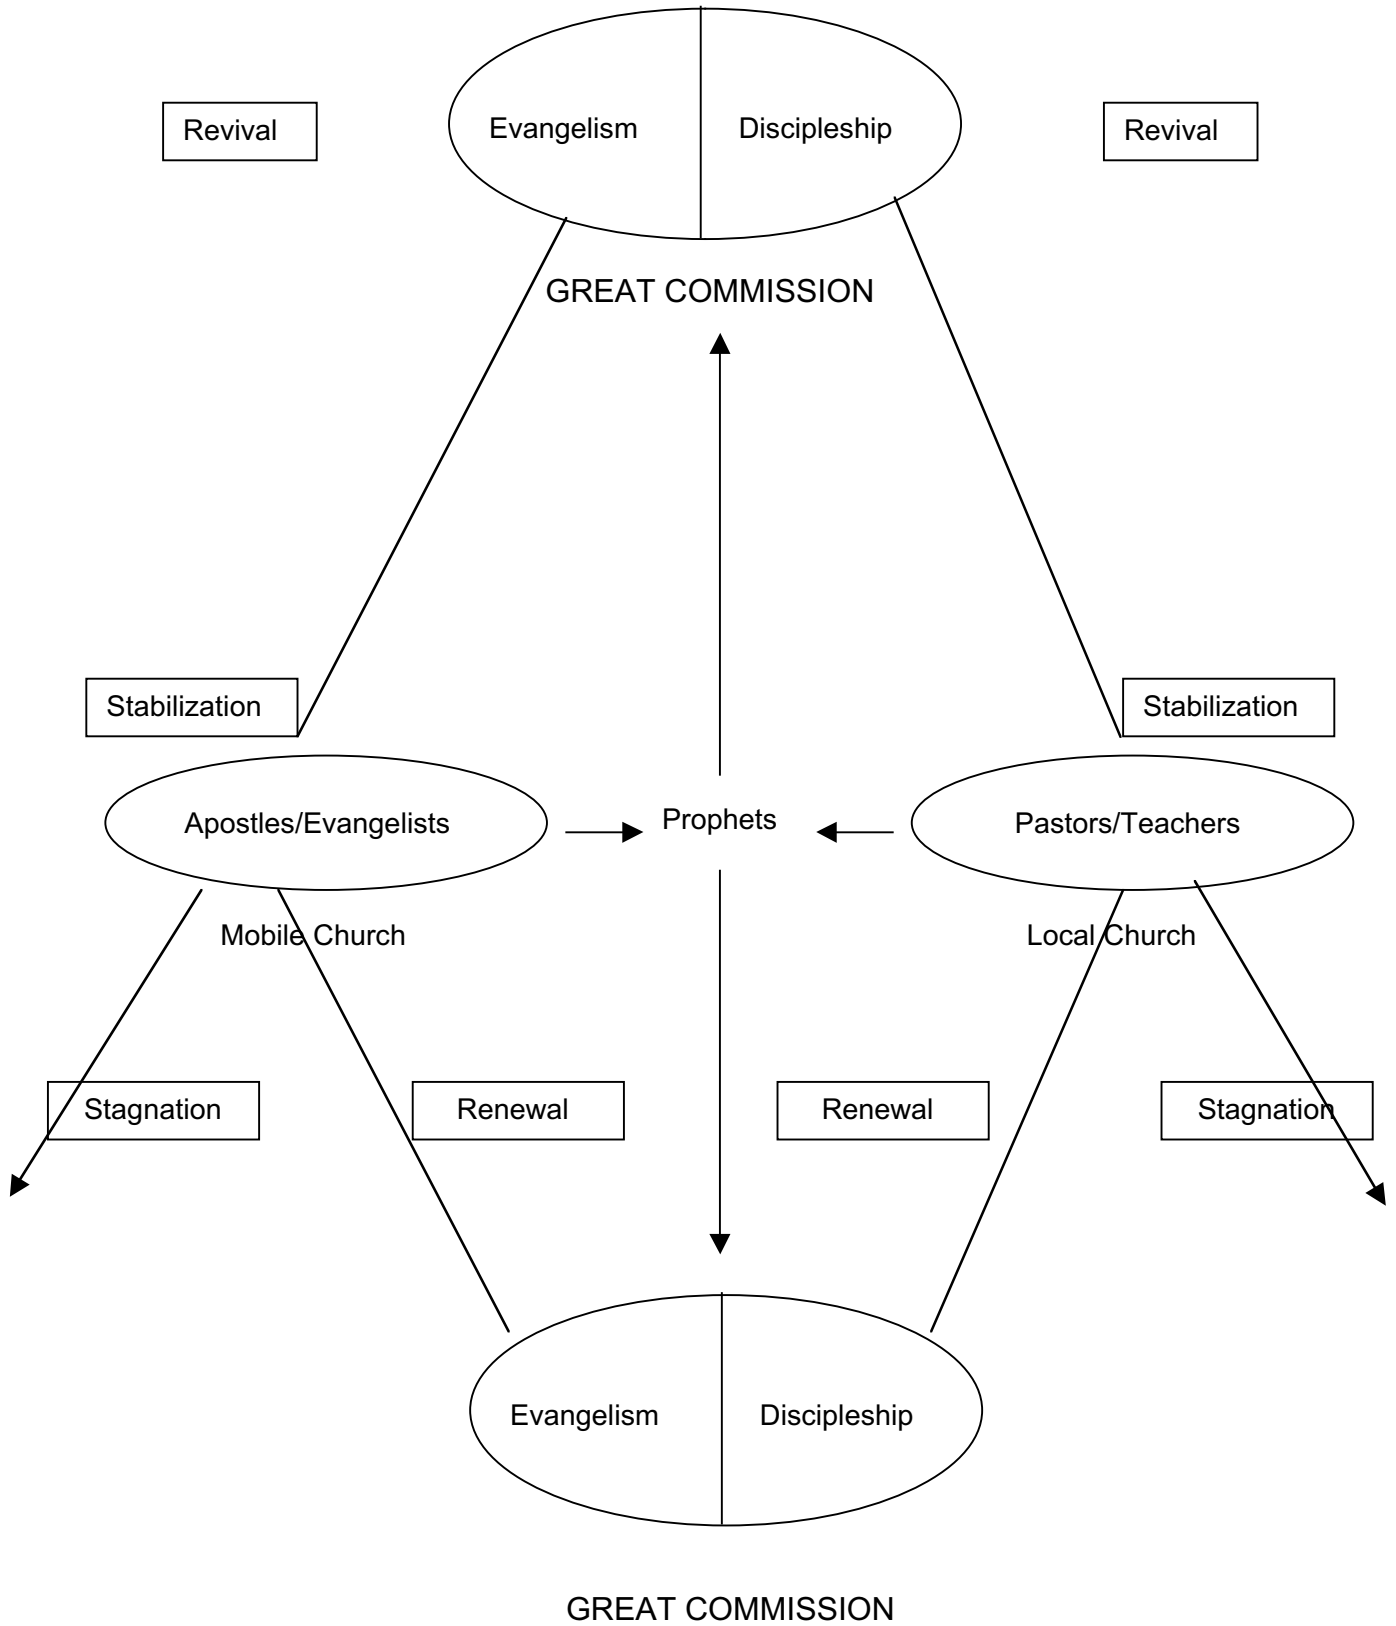 Revival
Evangelism
Discipleship
Revival
GREAT COMMISSION
Stabilization
Stabilization
Apostles/Evangelists
Prophets
Pastors/Teachers
Mobile Church
Local Church
Stagnation
Renewal
Renewal
Stagnation
Evangelism
Discipleship
GREAT COMMISSION